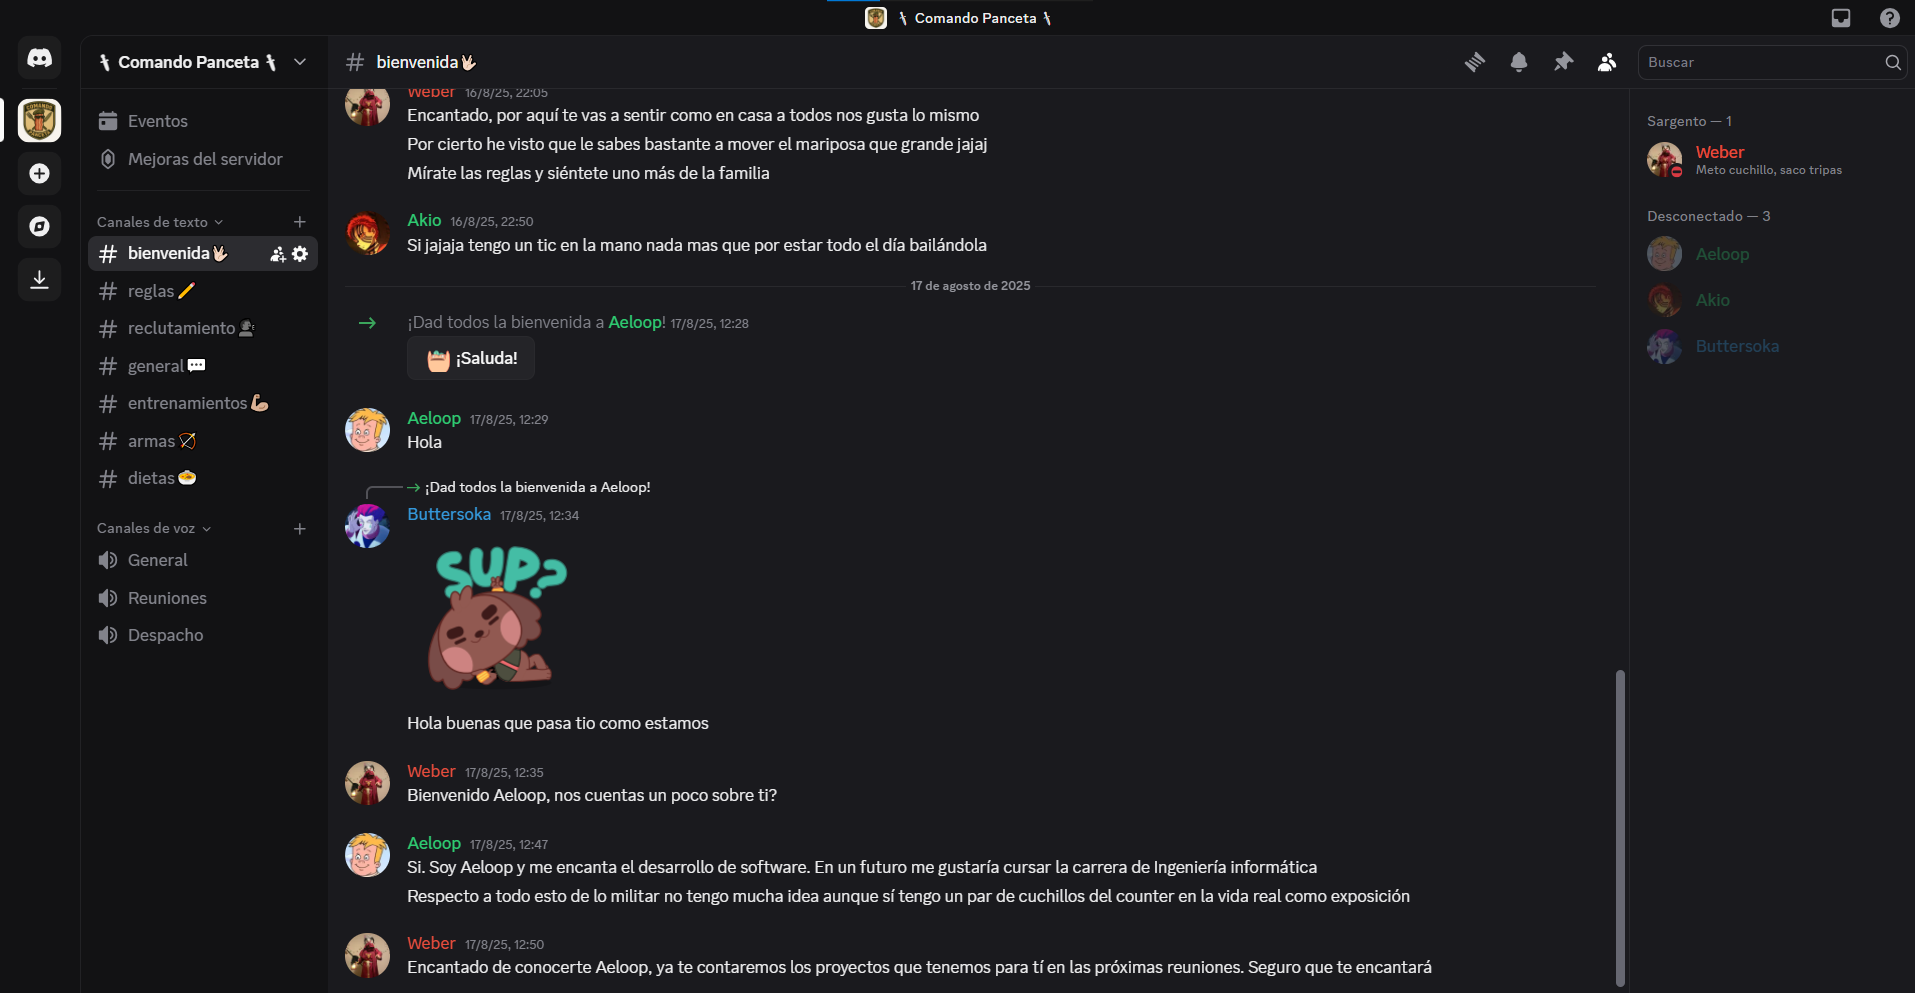 Comando Panceta
Comando Panceta
Eventos
Mejoras del servidor
Canales de texto
bienvenida
reglas
reclutamiento
general
entrenamientos
armas
dietas
Canales de voz
General
Reuniones
Despacho
bienvenida
Buscar
Weber 16/8/25, 22:05
Encantado, por aquí te vas a sentir como en casa a todos nos gusta lo mismo
Por cierto he visto que le sabes bastante a mover el mariposa que grande jajaj
Mírate las reglas y siéntete uno más de la familia
Akio 16/8/25, 22:50
Si jajaja tengo un tic en la mano nada mas que por estar todo el día bailándola
17 de agosto de 2025
¡Dad todos la bienvenida a Aeloop! 17/8/25, 12:28
¡Saluda!
Aeloop 17/8/25, 12:29
Hola
¡Dad todos la bienvenida a Aeloop!
Buttersoka 17/8/25, 12:34
SUP?
Hola buenas que pasa tio como estamos
Weber 17/8/25, 12:35
Bienvenido Aeloop, nos cuentas un poco sobre ti?
Aeloop 17/8/25, 12:47
Si. Soy Aeloop y me encanta el desarrollo de software. En un futuro me gustaría cursar la carrera de Ingeniería informática
Respecto a todo esto de lo militar no tengo mucha idea aunque sí tengo un par de cuchillos del counter en la vida real como exposición
Weber 17/8/25, 12:50
Encantado de conocerte Aeloop, ya te contaremos los proyectos que tenemos para tí en las próximas reuniones. Seguro que te encantará
Sargento — 1
Weber
Meto cuchillo, saco tripas
Desconectado — 3
Aeloop
Akio
Buttersoka